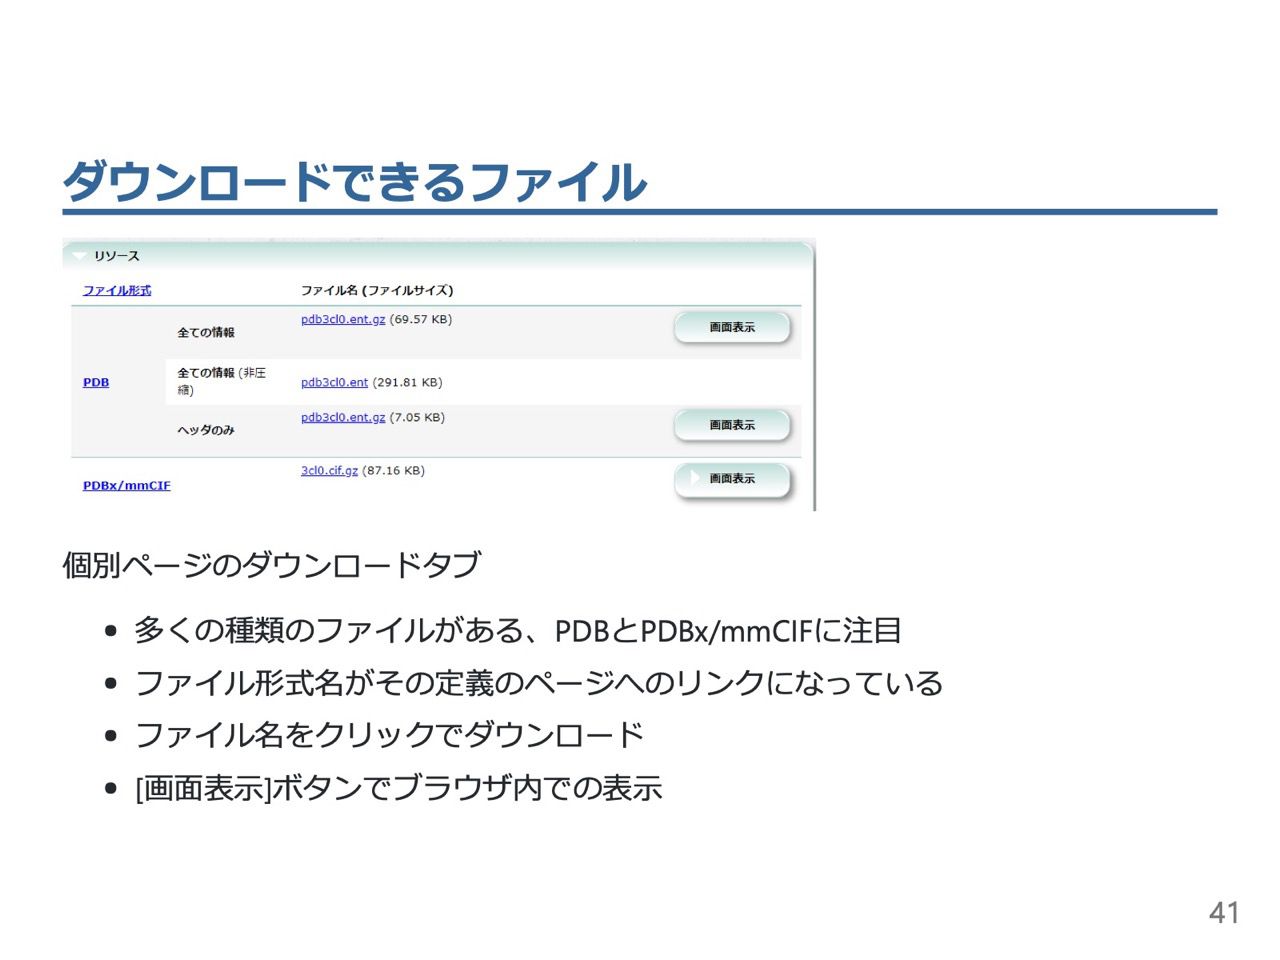 ダウンロードできるファイル
リソース
ファイル形式 ファイル名 (ファイルサイズ)
全ての情報 pdb3cl0.ent.gz (69.57 KB) 画面表示
PDB 全ての情報 (非圧縮) pdb3cl0.ent (291.81 KB)
ヘッダのみ pdb3cl0.ent.gz (7.05 KB) 画面表示
PDBx/mmCIF 3cl0.cif.gz (87.16 KB) 画面表示
個別ページのダウンロードタブ
• 多くの種類のファイルがある、PDBとPDBx/mmCIFに注目
• ファイル形式名がその定義のページへのリンクになっている
• ファイル名をクリックでダウンロード
• [画面表示]ボタンでブラウザ内での表示
41